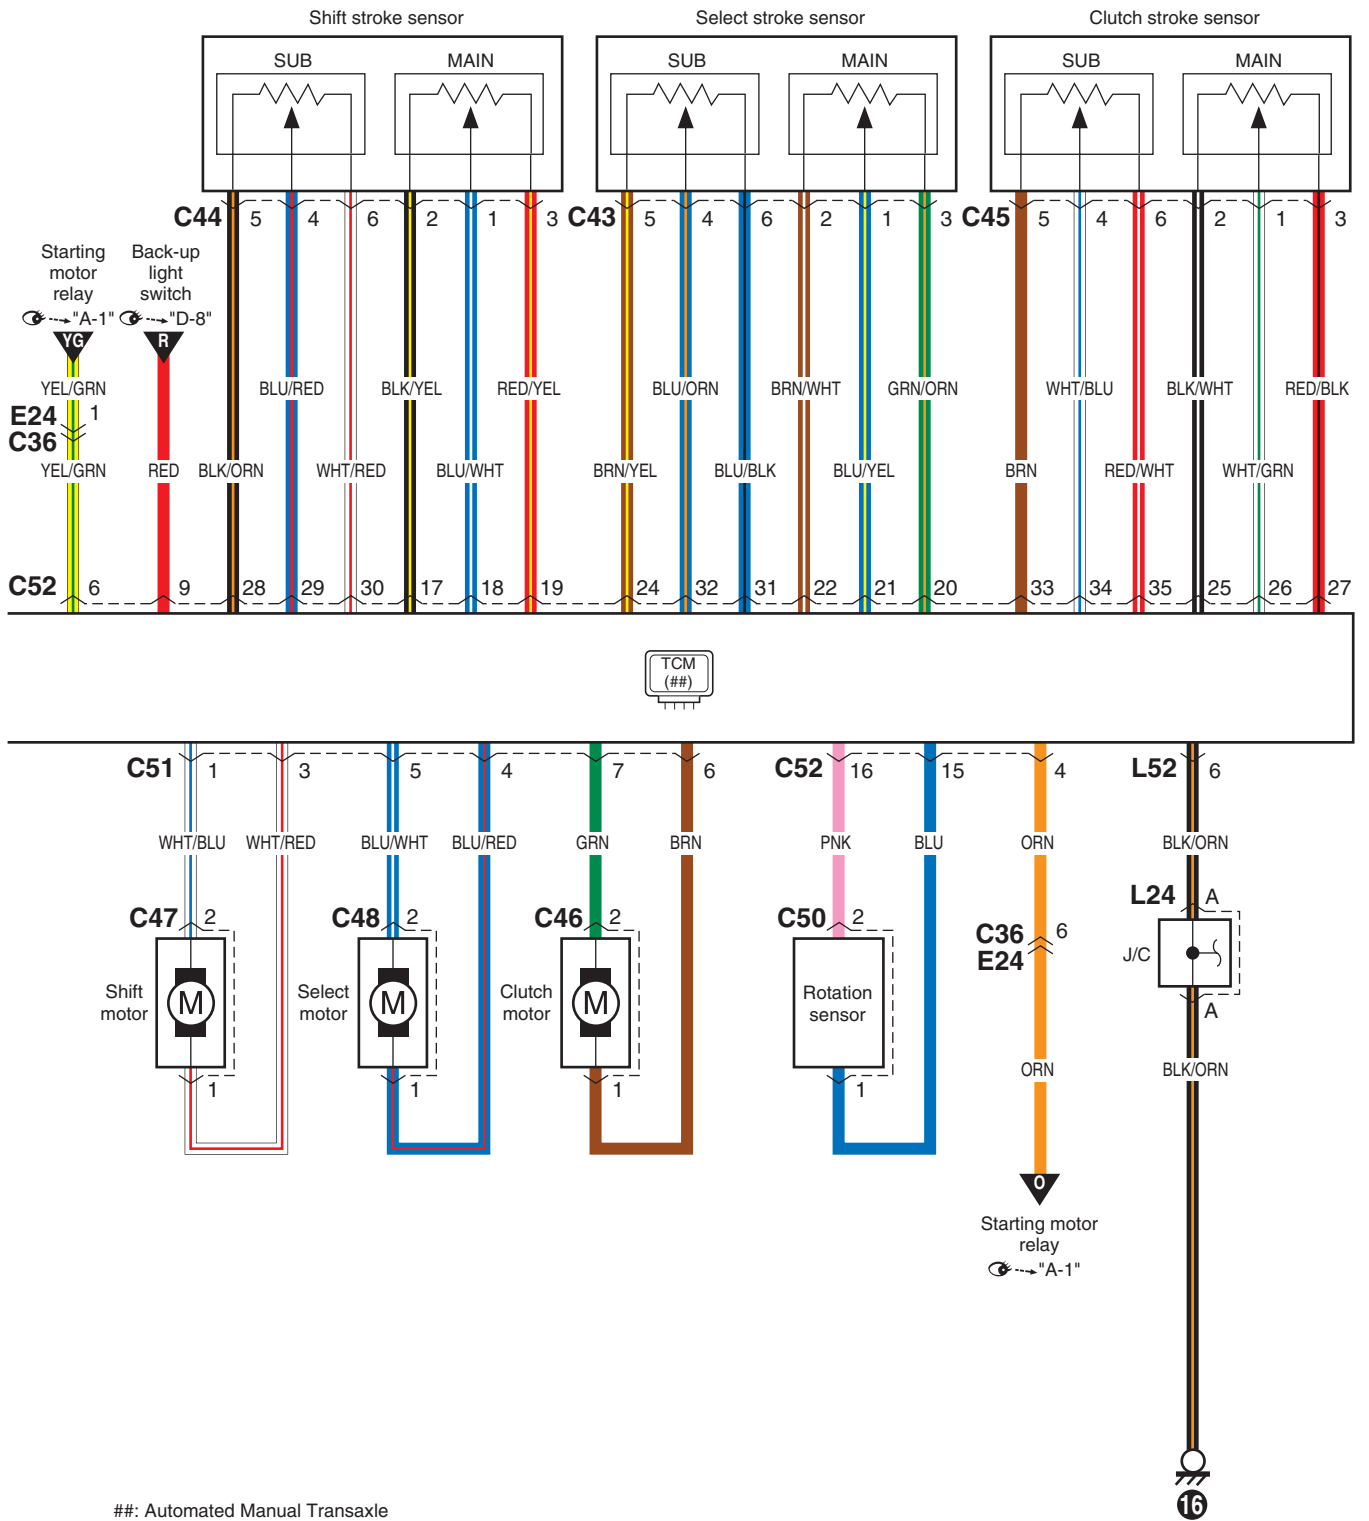 Shift stroke sensor Select stroke sensor Clutch stroke sensor
SUB MAIN SUB MAIN SUB MAIN
C44 5 4 6 2 1 3 C43 5 4 6 2 1 3 C45 5 4 6 2 1 3
Starting
motor
relay
"A-1"
YG
Back-up
light
switch
"D-8"
R
YEL/GRN BLU/RED BLK/YEL RED/YEL BLU/ORN BRN/WHT GRN/ORN WHT/BLU BLK/WHT RED/BLK
E24 1
C36
YEL/GRN RED BLK/ORN WHT/RED BLU/WHT BRN/YEL BLU/BLK BLU/YEL BRN RED/WHT WHT/GRN
C52 6 9 28 29 30 17 18 19 24 32 31 22 21 20 33 34 35 25 26 27
TCM
(##)
C51 1 3 5 4 7 6 C52 16 15 4 L52 6
WHT/BLU WHT/RED BLU/WHT BLU/RED GRN BRN PNK BLU ORN BLK/ORN
C47 2 C48 2 C46 2 C50 2 C36 6 L24 A
E24
J/C
Shift
motor
M
Select
motor
M
Clutch
motor
M
Rotation
sensor
A
1 1 1 1
ORN BLK/ORN
O
Starting motor
relay
"A-1"
16
##: Automated Manual Transaxle